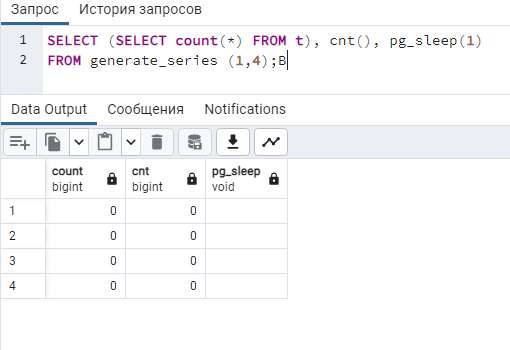 Запрос История запросов
1 SELECT (SELECT count(*) FROM t), cnt(), pg_sleep(1)
2 FROM generate_series (1,4);B
Data Output Сообщения Notifications
count cnt pg_sleep
bigint bigint void
1 0 0
2 0 0
3 0 0
4 0 0